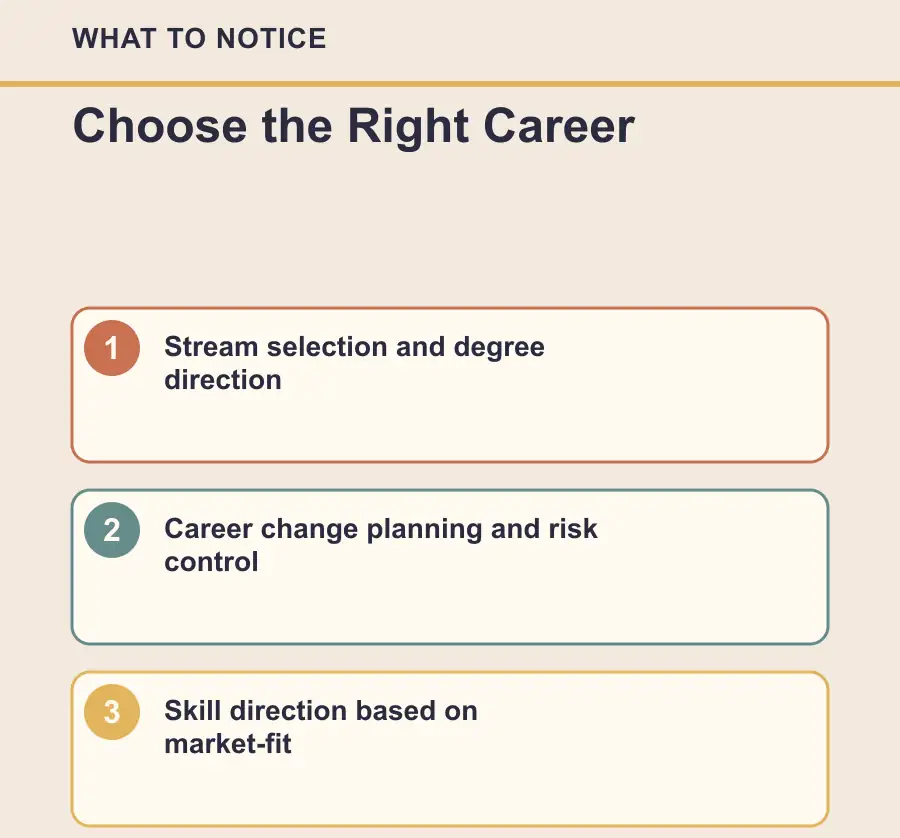 WHAT TO NOTICE
Choose the Right Career
1
Stream selection and degree
direction
2
Career change planning and risk
control
3
Skill direction based on
market-fit